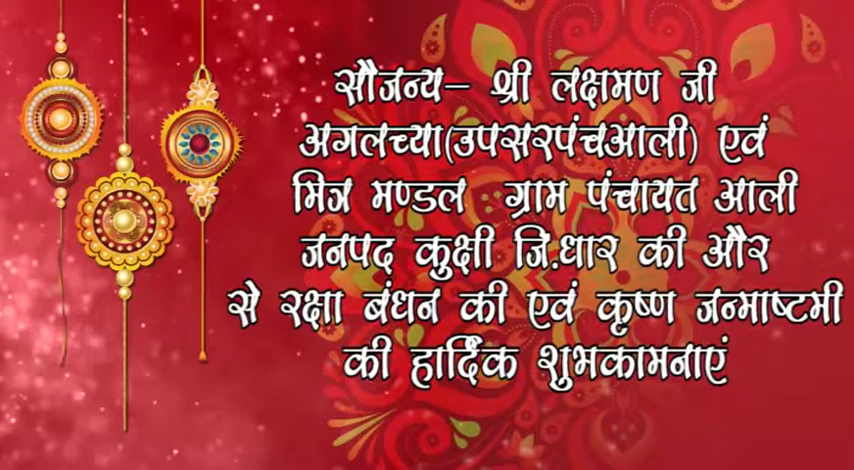 सौजन्य- श्री लक्षमण जी
अगलच्या(उपसरपंचआली) एवं
मित्र मण्डल ग्राम पंचायत आली
जनपद कुक्षी जि.धार की और
से रक्षा बंधन की एवं कृष्ण जन्माष्टमी
की हार्दिक शुभकामनाएं